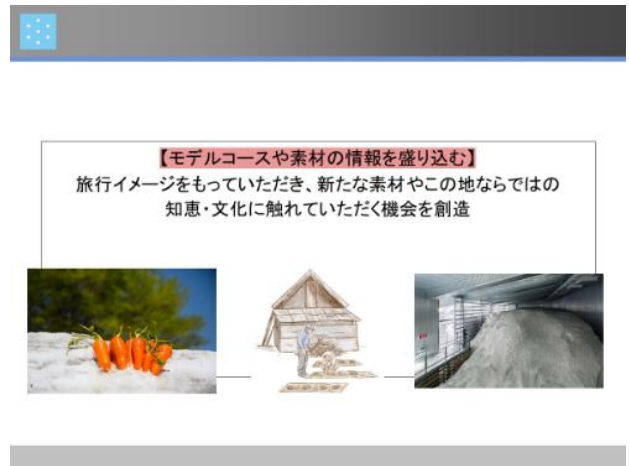 【モデルコースや素材の情報を盛り込む】
旅行イメージをもっていただき、新たな素材やこの地ならではの
知恵・文化に触れていただく機会を創造